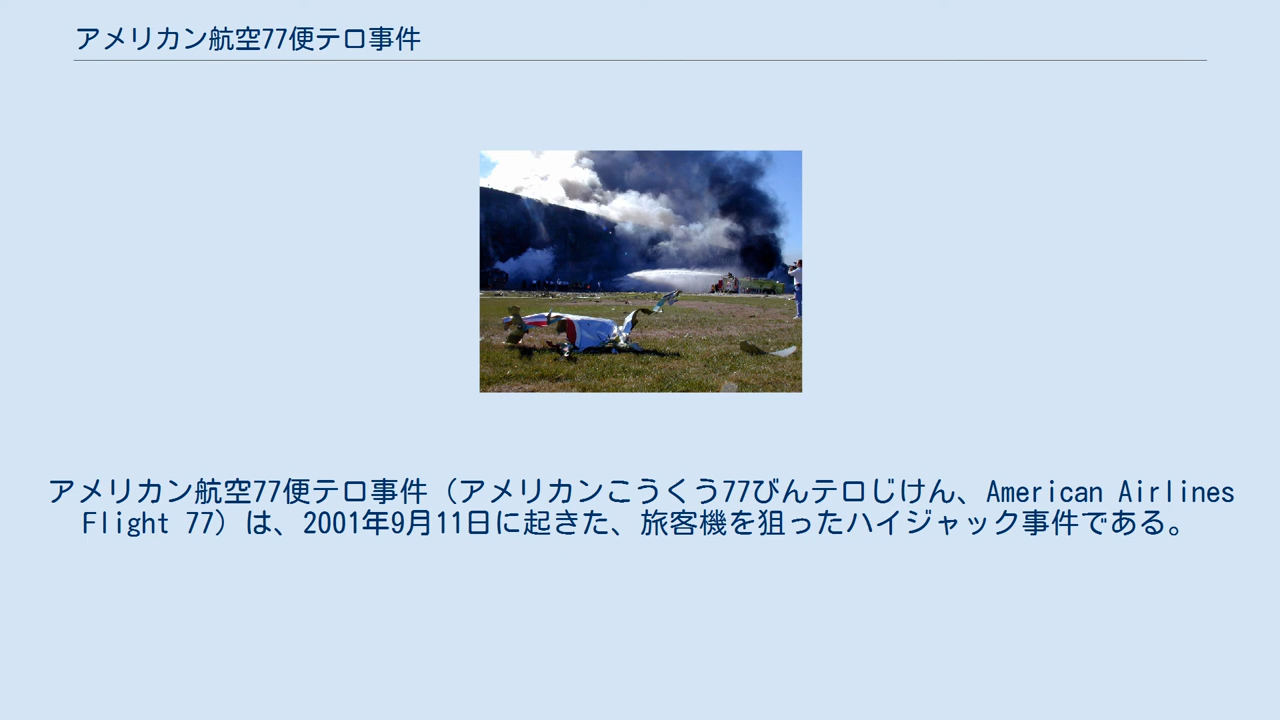 アメリカン航空77便テロ事件
アメリカン航空77便テロ事件（アメリカンこうくう77びんテロじけん、American Airlines
Flight 77）は、2001年9月11日に起きた、旅客機を狙ったハイジャック事件である。